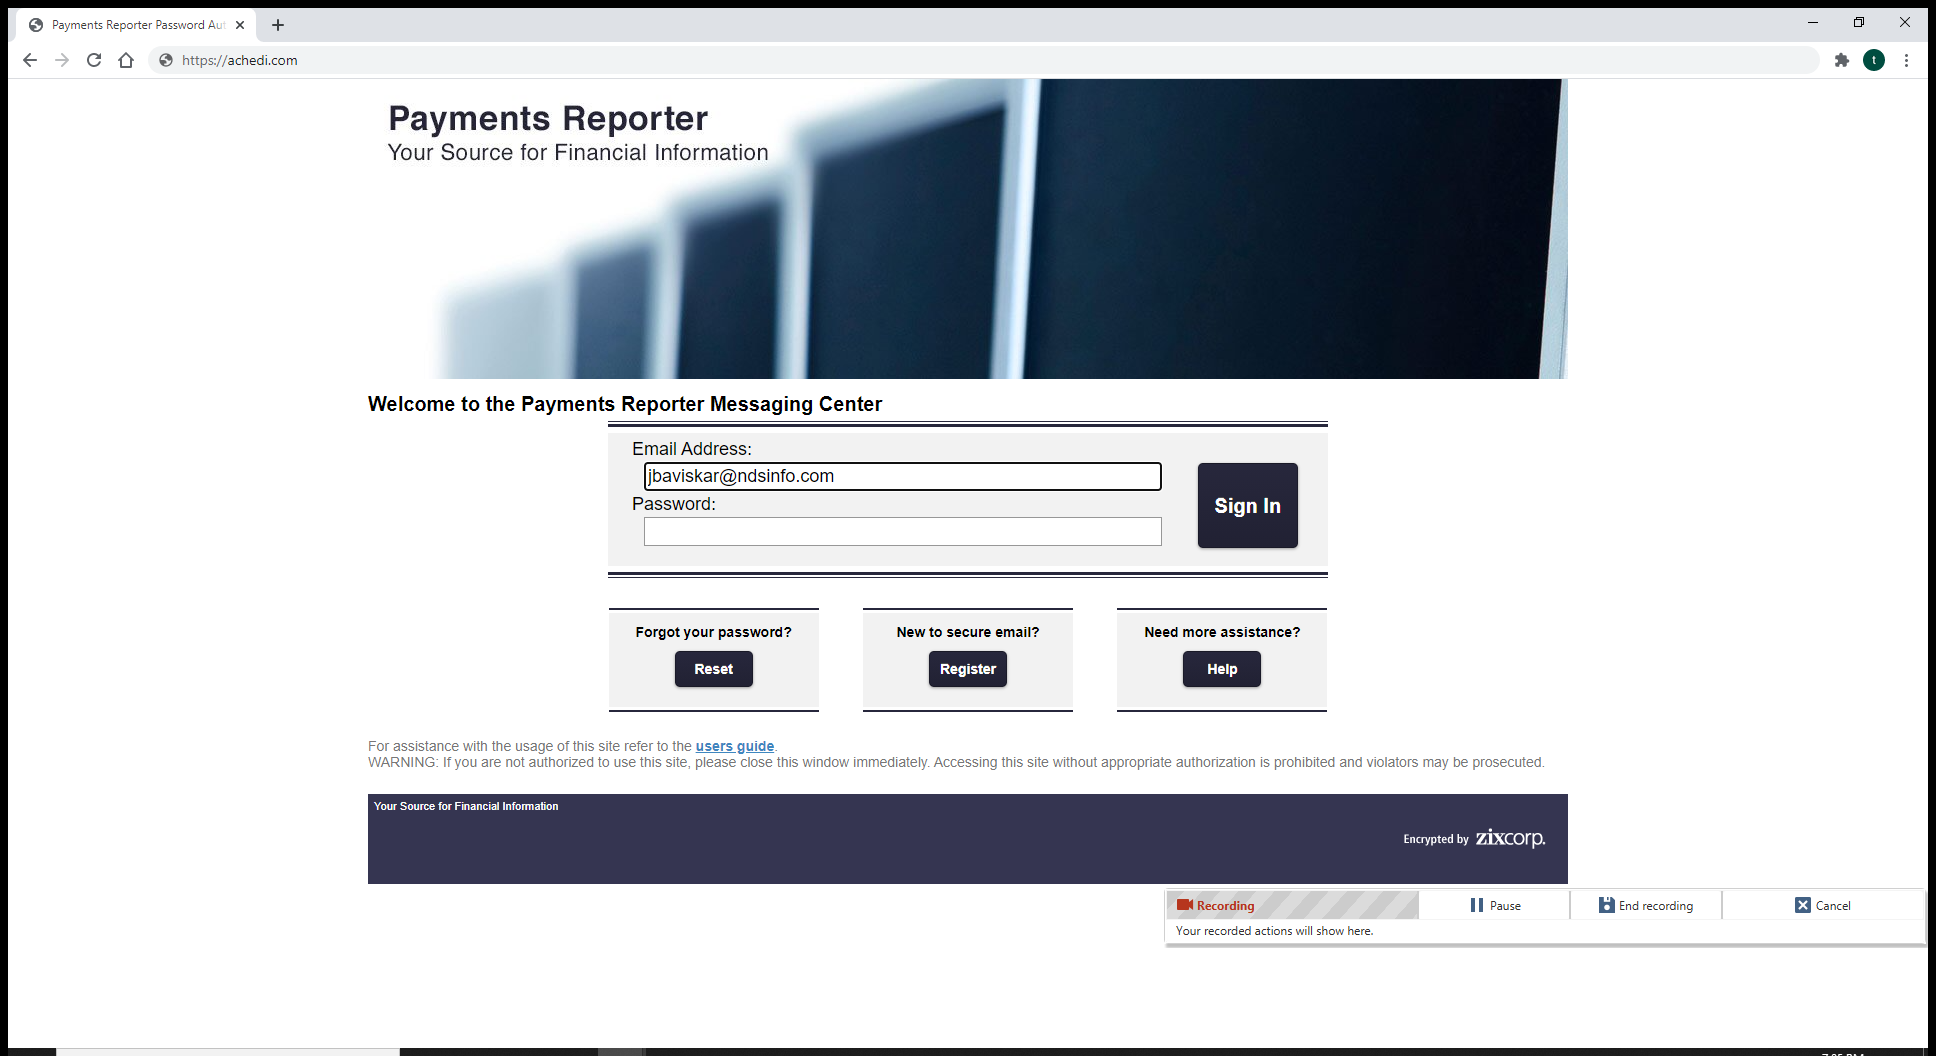 Payments Reporter Password Aut
https://achedi.com
t
Payments Reporter
Your Source for Financial Information
Welcome to the Payments Reporter Messaging Center
Email Address:
jbaviskar@ndsinfo.com
Password:
Sign In
Forgot your password?
Reset
New to secure email?
Register
Need more assistance?
Help
For assistance with the usage of this site refer to the users guide.
WARNING: If you are not authorized to use this site, please close this window immediately. Accessing this site without appropriate authorization is prohibited and violators may be prosecuted.
Your Source for Financial Information
Encrypted by zixcorp.
Recording
Pause
End recording
Cancel
Your recorded actions will show here.